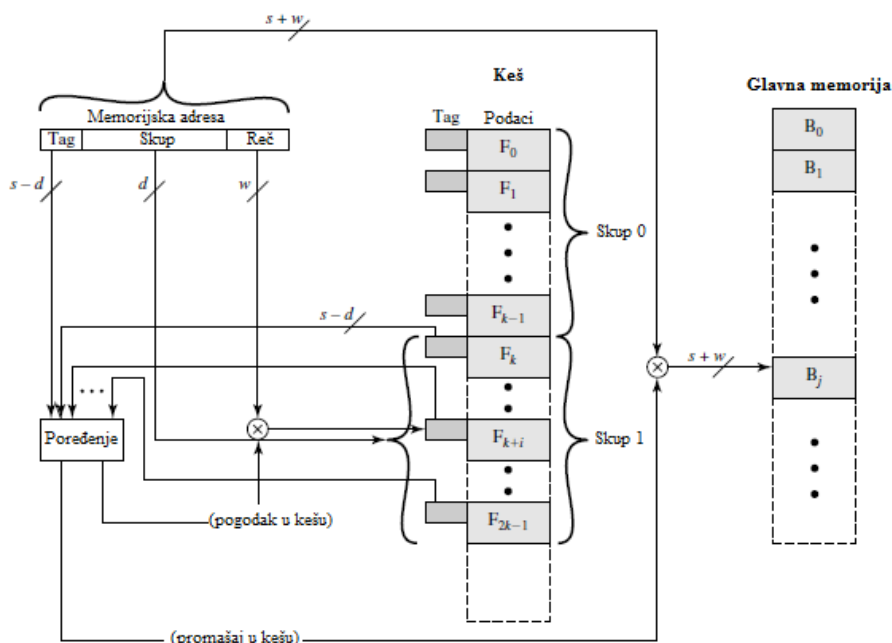 s + w
Keš
Glavna memorija
Memorijska adresa
Tag Podaci
Tag Skup Reč
F0
B0
B1
s – d
d
w
F1
Skup 0
s – d
Fk–1
Fk
s + w
Bj
Poređenje
Fk+i
Skup 1
(pogodak u kešu)
F2k–1
(promašaj u kešu)